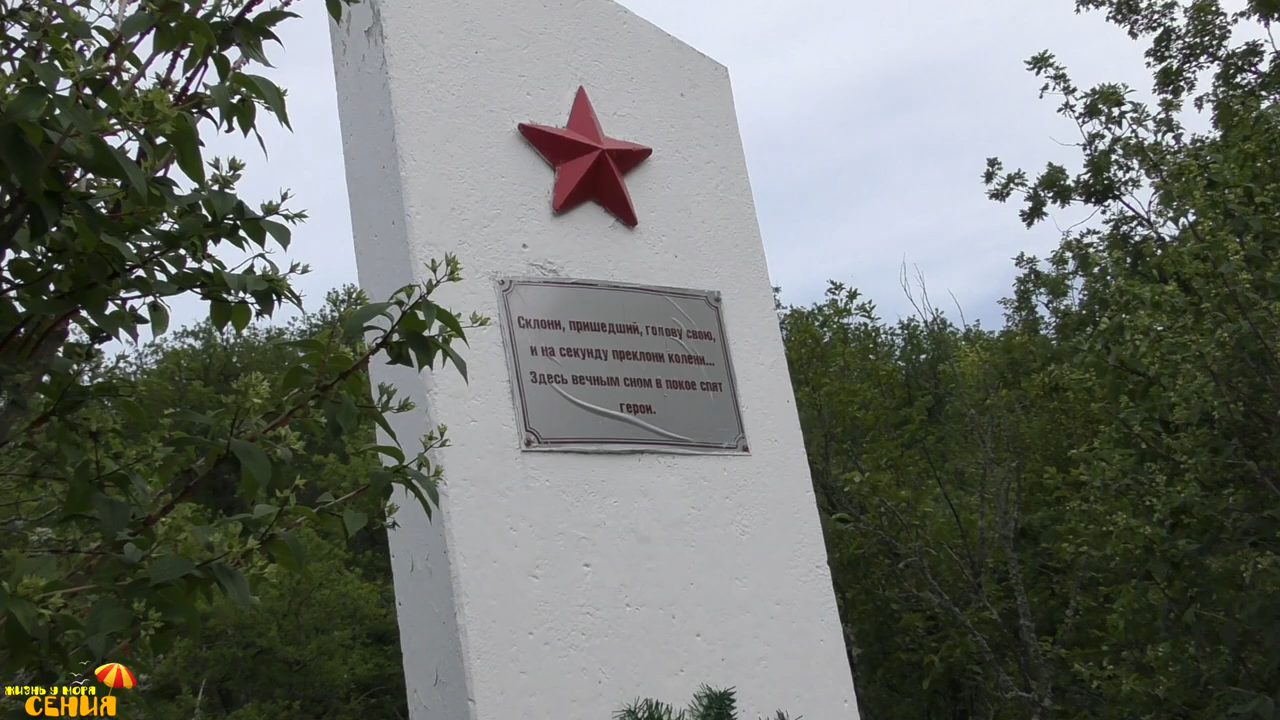 Склони, пришедший, голову свою,
и на секунду преклони колени...
Здесь вечным сном в покое спят
герои.
ЖИЗНЬ У МОРЯ
СЕНИЯ